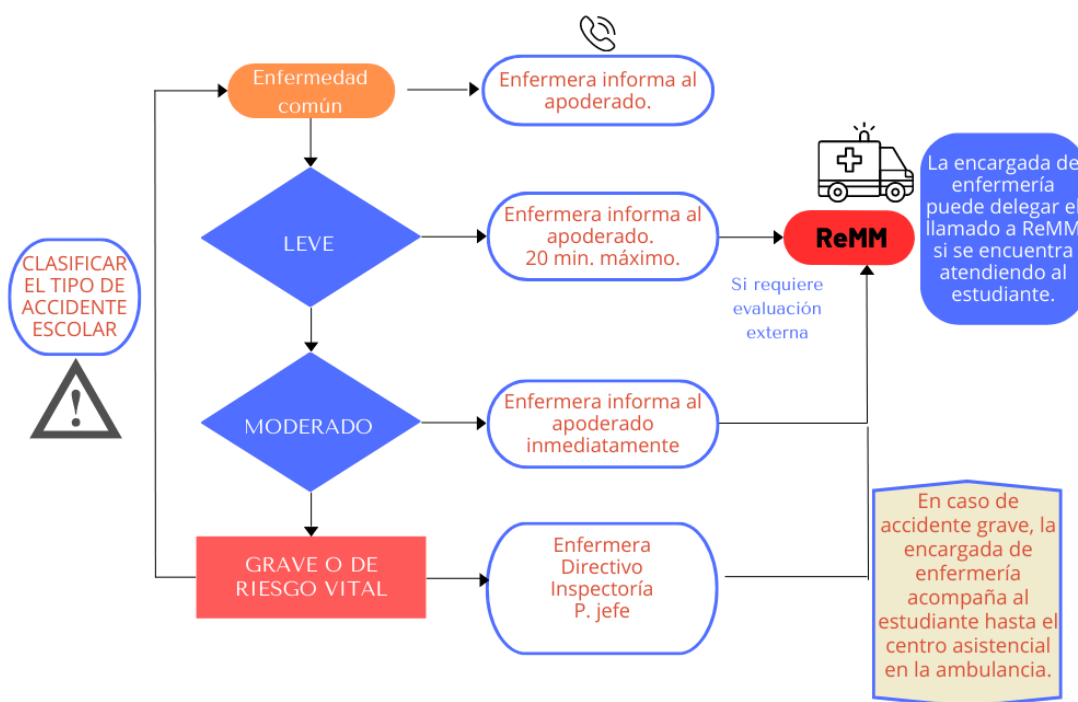 Enfermedad
común
Enfermera informa al
apoderado.
CLASIFICAR
EL TIPO DE
ACCIDENTE
ESCOLAR
LEVE
Enfermera informa al
apoderado.
20 min. máximo.
Si requiere
evaluación
externa
ReMM
La encargada de
enfermería
puede delegar el
llamado a ReMM
si se encuentra
atendiendo al
estudiante.
MODERADO
Enfermera informa al
apoderado
inmediatamente
GRAVE O DE
RIESGO VITAL
Enfermera
Directivo
Inspectoría
P. jefe
En caso de
accidente grave, la
encargada de
enfermería
acompaña al
estudiante hasta el
centro asistencial
en la ambulancia.